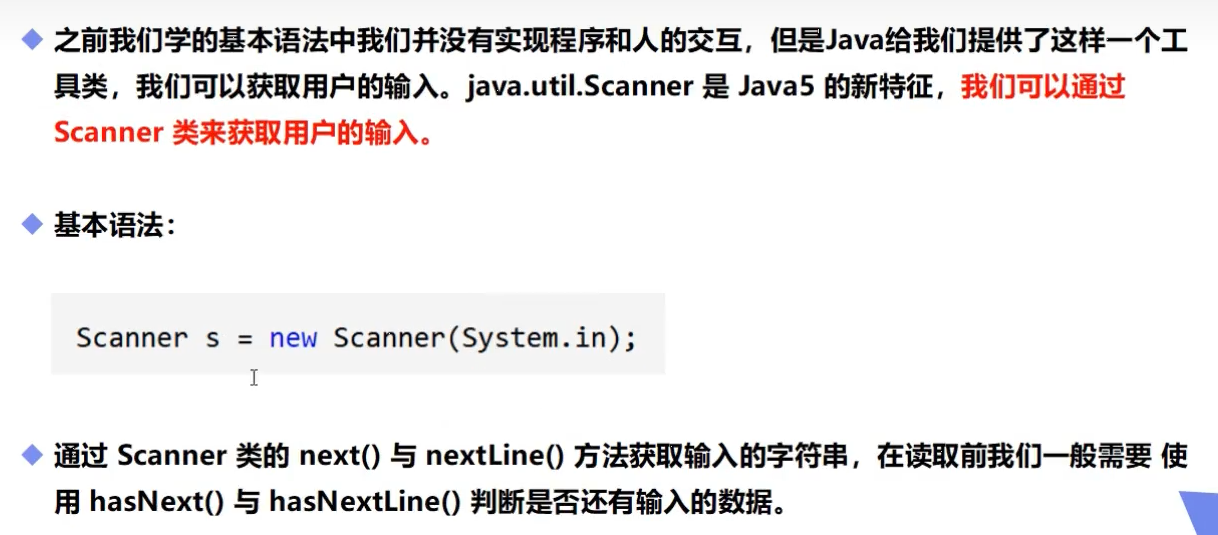 之前我们学的基本语法中我们并没有实现程序和人的交互，但是Java给我们提供了这样一个工
具类，我们可以获取用户的输入。java.util.Scanner 是 Java5 的新特征，我们可以通过
Scanner 类来获取用户的输入。
基本语法：
Scanner s = new Scanner(System.in);
通过 Scanner 类的 next() 与 nextLine() 方法获取输入的字符串，在读取前我们一般需要 使
用 hasNext() 与 hasNextLine() 判断是否还有输入的数据。